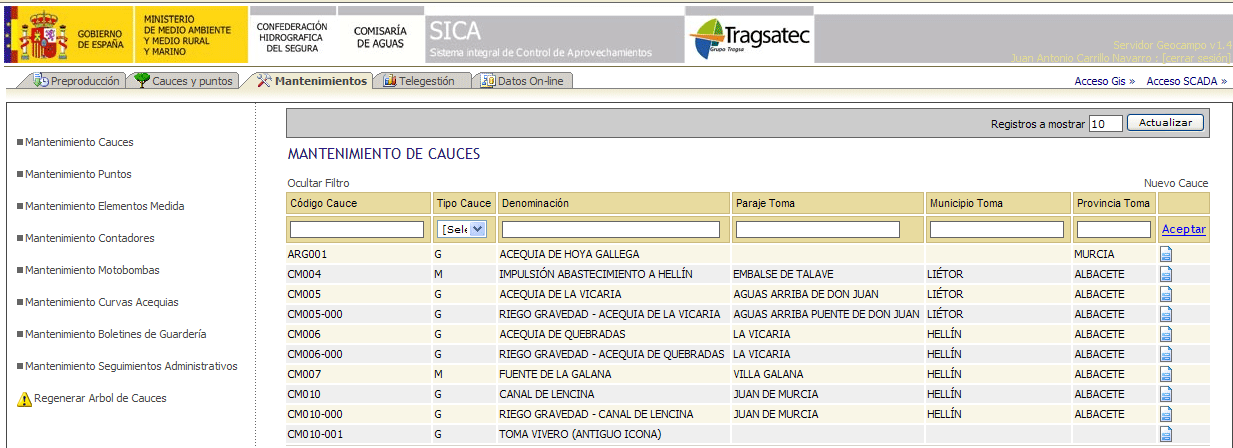 GOBIERNO
DE ESPAÑA
MINISTERIO
DE MEDIO AMBIENTE
Y MEDIO RURAL
Y MARINO
CONFEDERACIÓN
HIDROGRAFICA
DEL SEGURA
COMISARÍA
DE AGUAS
SICA
Sistema integral de Control de Aprovechamientos
Tragsatec
Grupo Tragsa
Servidor Geocampo v1.4
Juan Antonio Carrillo Navarro : [cerrar sesión]
Preproducción Cauces y puntos Mantenimientos Telegestión Datos On-line
Acceso Gis » Acceso SCADA »
Mantenimiento Cauces
Mantenimiento Puntos
Mantenimiento Elementos Medida
Mantenimiento Contadores
Mantenimiento Motobombas
Mantenimiento Curvas Acequias
Mantenimiento Boletines de Guardería
Mantenimiento Seguimientos Administrativos
Regenerar Arbol de Cauces
Registros a mostrar 10 Actualizar
MANTENIMIENTO DE CAUCES
Ocultar Filtro Nuevo Cauce
Código Cauce Tipo Cauce Denominación Paraje Toma Municipio Toma Provincia Toma
[Sele Aceptar
ARG001 G ACEQUIA DE HOYA GALLEGA MURCIA
CM004 M IMPULSIÓN ABASTECIMIENTO A HELLÍN EMBALSE DE TALAVE LIÉTOR ALBACETE
CM005 G ACEQUIA DE LA VICARIA AGUAS ARRIBA DE DON JUAN LIÉTOR ALBACETE
CM005-000 G RIEGO GRAVEDAD - ACEQUIA DE LA VICARIA AGUAS ARRIBA PUENTE DE DON JUAN LIÉTOR ALBACETE
CM006 G ACEQUIA DE QUEBRADAS LA VICARIA HELLÍN ALBACETE
CM006-000 G RIEGO GRAVEDAD - ACEQUIA DE QUEBRADAS LA VICARIA HELLÍN ALBACETE
CM007 M FUENTE DE LA GALANA VILLA GALANA HELLÍN ALBACETE
CM010 G CANAL DE LENCINA JUAN DE MURCIA HELLÍN ALBACETE
CM010-000 G RIEGO GRAVEDAD - CANAL DE LENCINA JUAN DE MURCIA HELLÍN ALBACETE
CM010-001 G TOMA VIVERO (ANTIGUO ICONA)